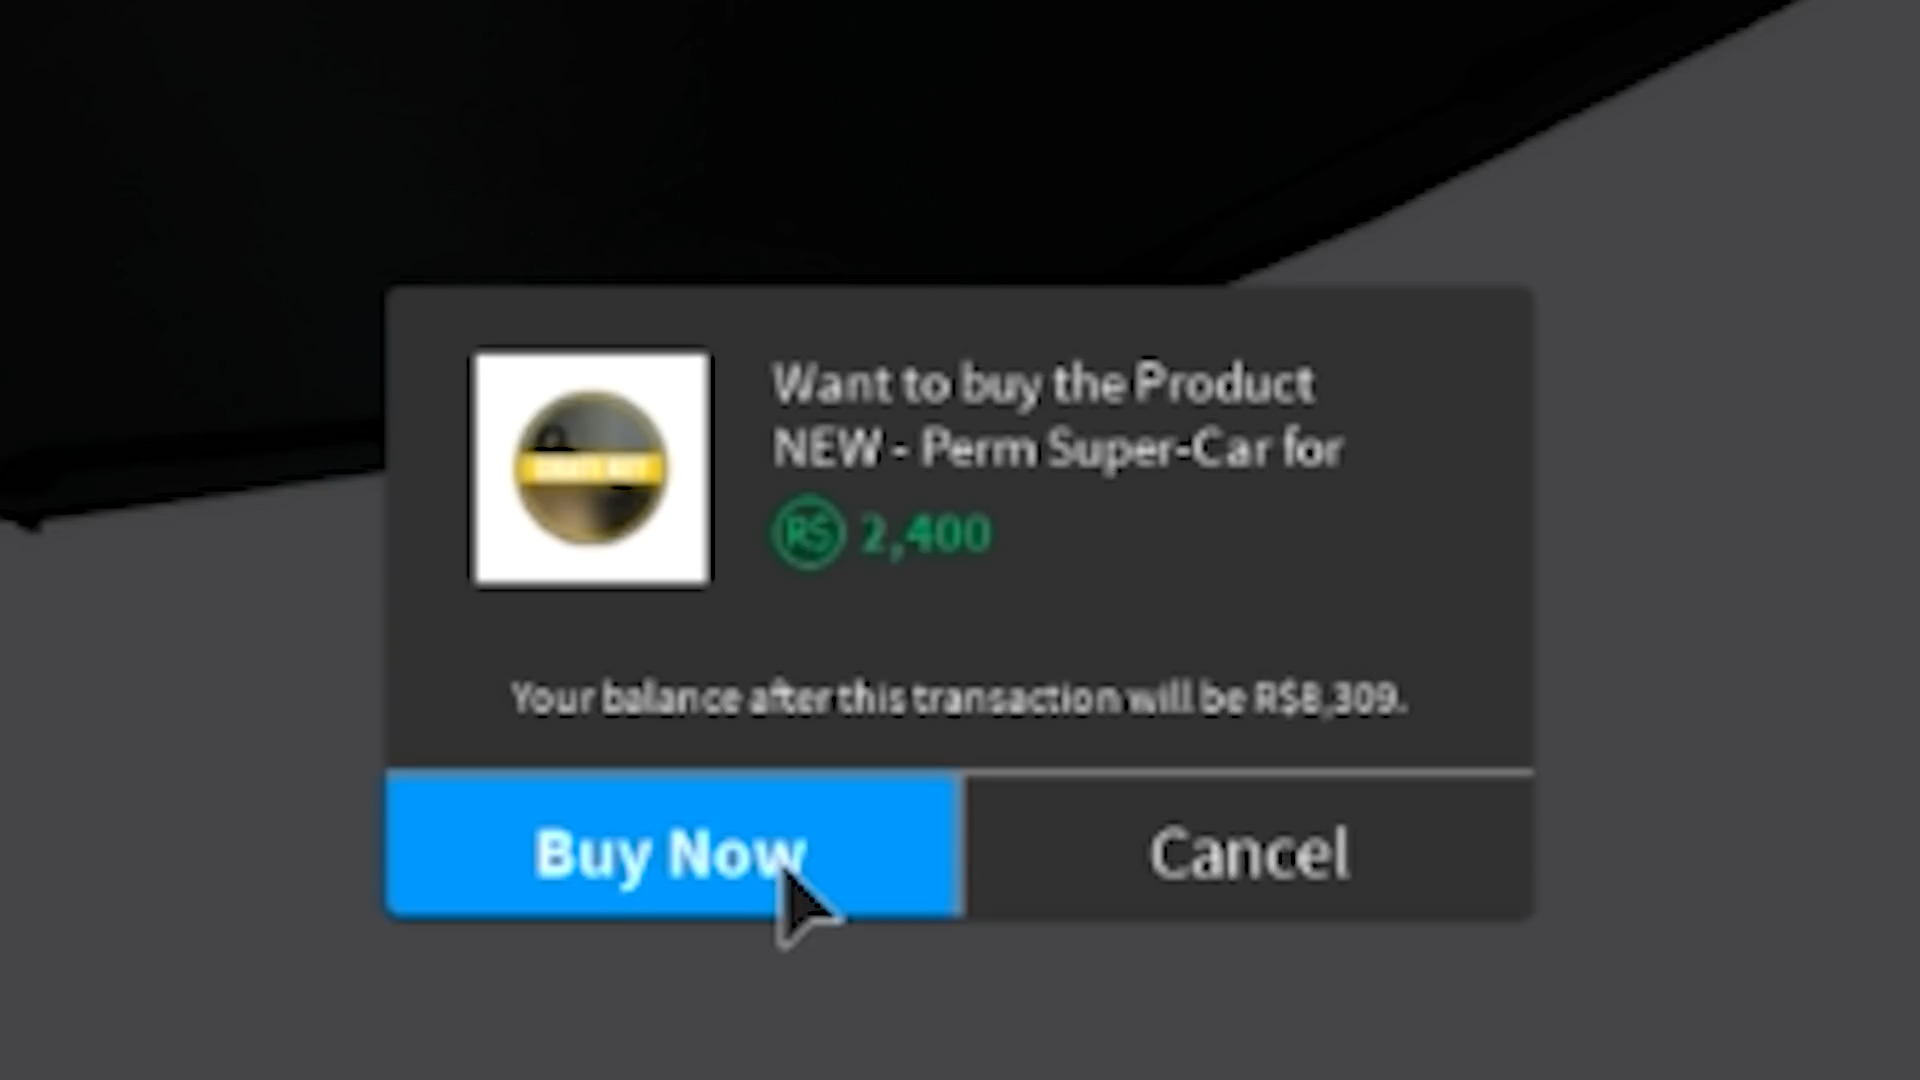 Want to buy the Product
NEW - Perm Super-Car for
R$ 2,400
Your balance after this transaction will be R$8,309.
Buy Now
Cancel